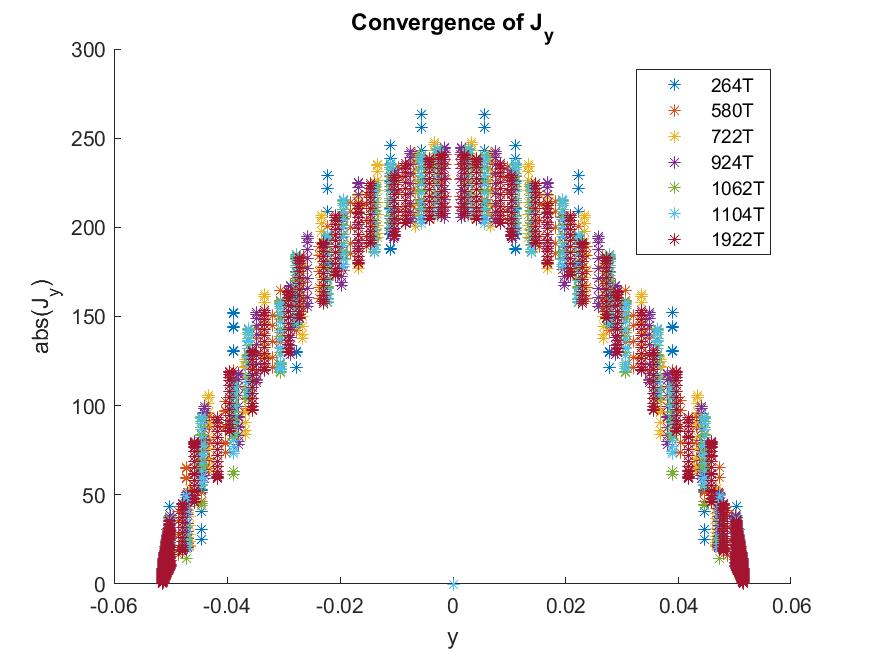 Convergence of J_y
300
250
200
150
100
50
0
abs(J_y)
-0.06 -0.04 -0.02 0 0.02 0.04 0.06
y
264T
580T
722T
924T
1062T
1104T
1922T